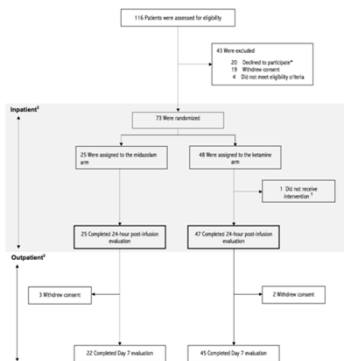 116 Patients were assessed for eligibility
43 Were excluded
20 Declined to participate*
19 Withdrew consent
4 Did not meet eligibility criteria
Inpatient
73 Were randomized
25 Were assigned to the midazolam
arm
48 Were assigned to the ketamine
arm
1 Did not receive
intervention
25 Completed 24-hour post-infusion
evaluation
47 Completed 24-hour post-infusion
evaluation
Outpatient
3 Withdrew consent
2 Withdrew consent
22 Completed Day 7 evaluation
45 Completed Day 7 evaluation